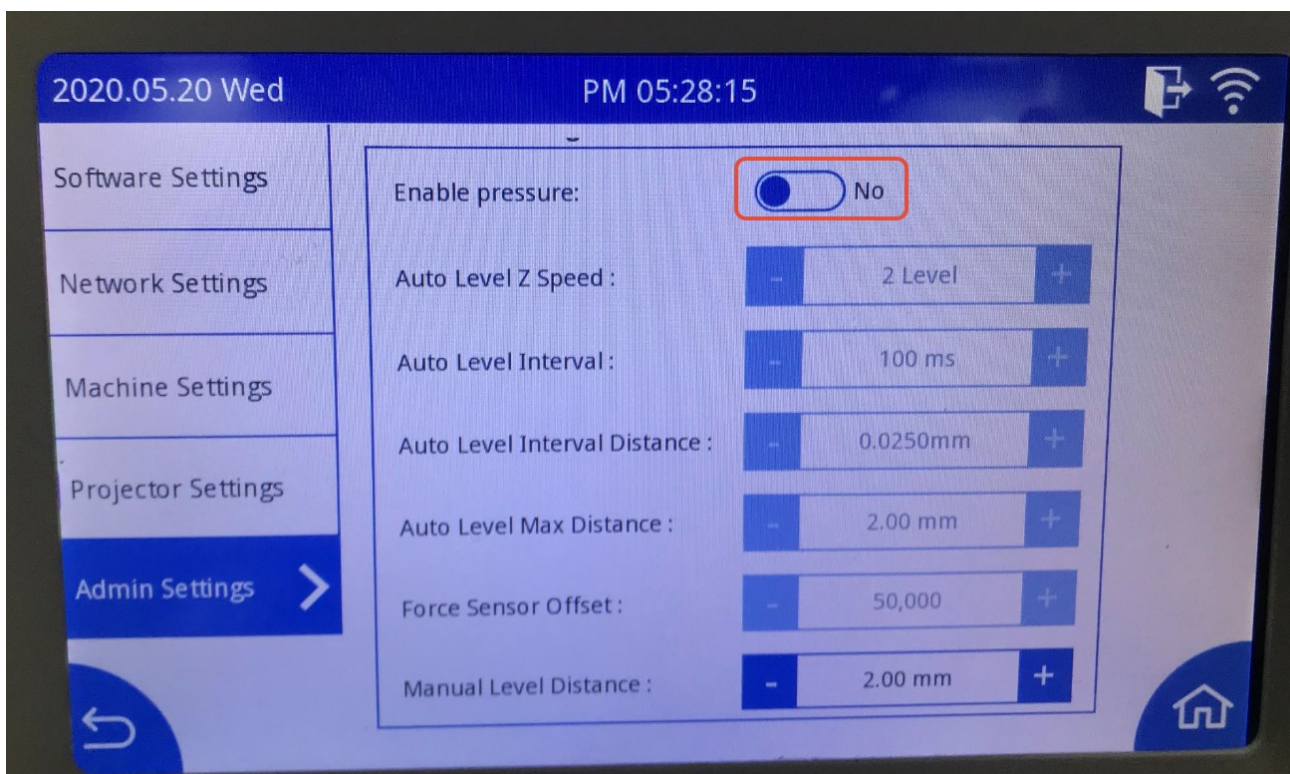 2020.05.20 Wed PM 05:28:15
Software Settings
Network Settings
Machine Settings
Projector Settings
Admin Settings
Enable pressure: No
Auto Level Z Speed : - 2 Level +
Auto Level Interval : - 100 ms +
Auto Level Interval Distance : - 0.0250mm +
Auto Level Max Distance : - 2.00 mm +
Force Sensor Offset : - 50,000 +
Manual Level Distance : - 2.00 mm +